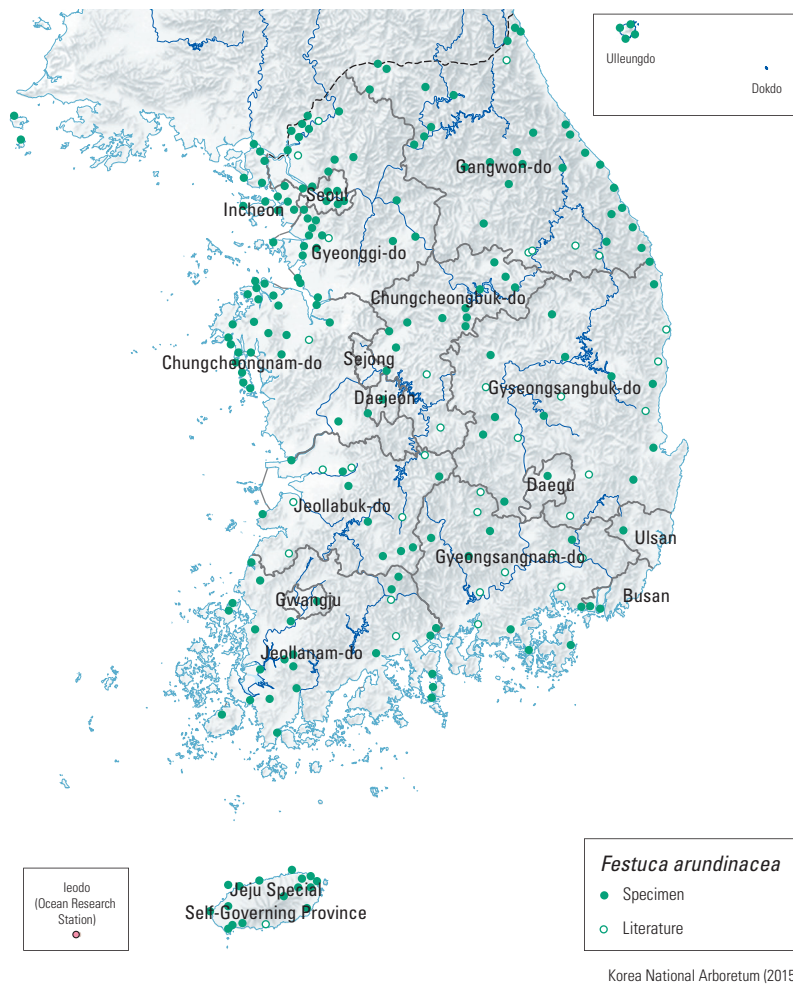 Ulleungdo
Dokdo
Gangwon-do
Seoul
Incheon
Gyeonggi-do
Chungcheongbuk-do
Chungcheongnam-do
Sejong
Gyseongsangbuk-do
Daejeon
Daegu
Jeollabuk-do
Ulsan
Gyeongsangnam-do
Busan
Gwangju
Jeollanam-do
Jeju Special
Self-Governing Province
Ieodo
(Ocean Research
Station)
Festuca arundinacea
Specimen
Literature
Korea National Arboretum (2015